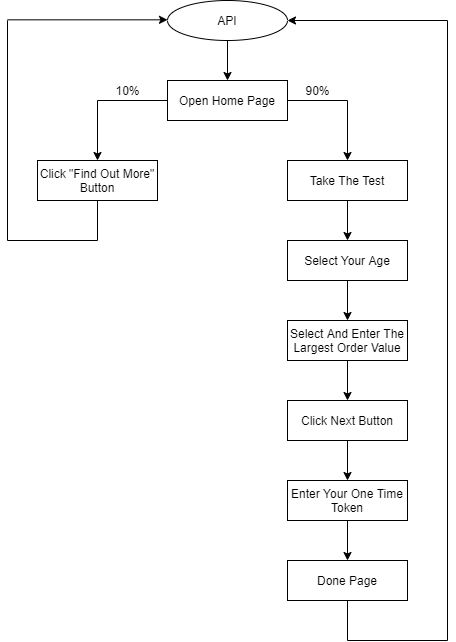 API
Open Home Page
10%
90%
Click "Find Out More"
Button
Take The Test
Select Your Age
Select And Enter The
Largest Order Value
Click Next Button
Enter Your One Time
Token
Done Page